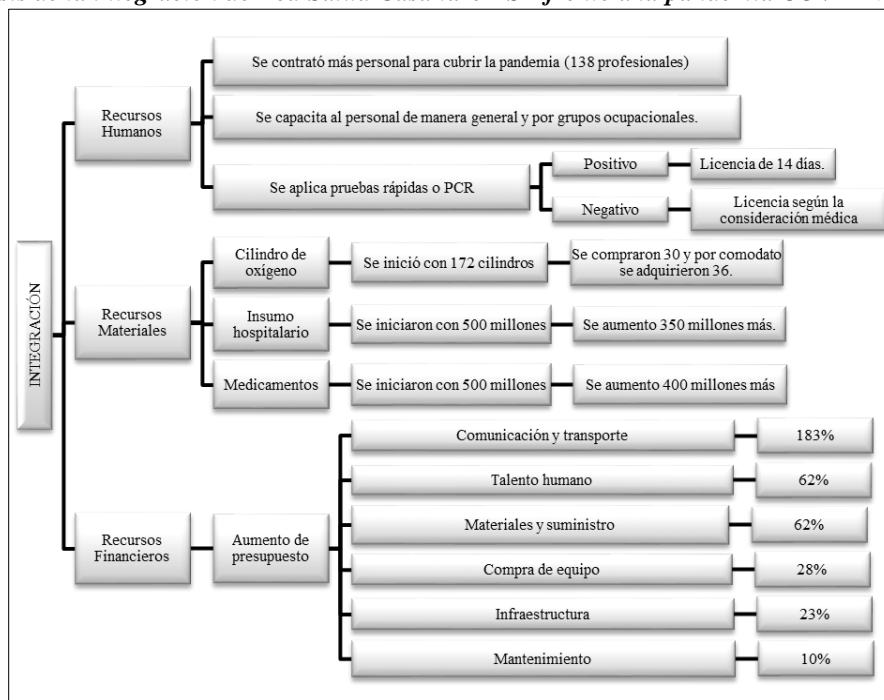 Se contrató más personal para cubrir la pandemia (138 profesionales)
Recursos
Humanos
Se capacita al personal de manera general y por grupos ocupacionales.
Se aplica pruebas rápidas o PCR
Positivo
Licencia de 14 días.
Negativo
Licencia según la
consideración médica
INTEGRACIÓN
Recursos
Materiales
Cilindro de
oxígeno
Se inició con 172 cilindros
Se compraron 30 y por comodato
se adquirieron 36.
Insumo
hospitalario
Se iniciaron con 500 millones
Se aumento 350 millones más.
Medicamentos
Se iniciaron con 500 millones
Se aumento 400 millones más
Recursos
Financieros
Aumento de
presupuesto
Comunicación y transporte
183%
Talento humano
62%
Materiales y suministro
62%
Compra de equipo
28%
Infraestructura
23%
Mantenimiento
10%